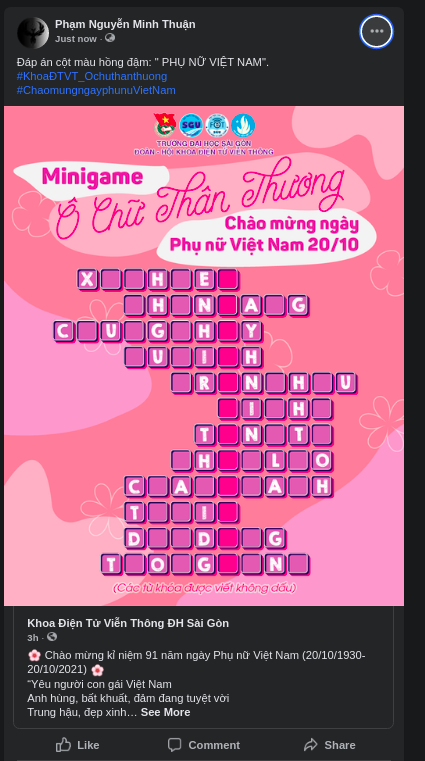 Phạm Nguyễn Minh Thuận
Just now ·
Đáp án cột màu hồng đậm: " PHỤ NỮ VIỆT NAM".
#KhoaĐTVT_Ochuthanthuong
#ChaomungngayphunuVietNam
SGU
TRƯỜNG ĐẠI HỌC SÀI GÒN
ĐOÀN - HỘI KHOA ĐIỆN TỬ VIỄN THÔNG
Minigame
Ô Chữ Thân Thương
Chào mừng ngày
Phụ nữ Việt Nam 20/10
X H E
H N A G
C U G H Y
U I H
R N H U
I H
T N T
H L O
C A A H
T I
D D G
T O G N
(Các từ khóa được viết không dấu)
Khoa Điện Tử Viễn Thông ĐH Sài Gòn
3h ·
🌸 Chào mừng kỉ niệm 91 năm ngày Phụ nữ Việt Nam (20/10/1930-
20/10/2021) 🌸
“Yêu người con gái Việt Nam
Anh hùng, bất khuất, đảm đang tuyệt vời
Trung hậu, đẹp xinh… See More
Like Comment Share